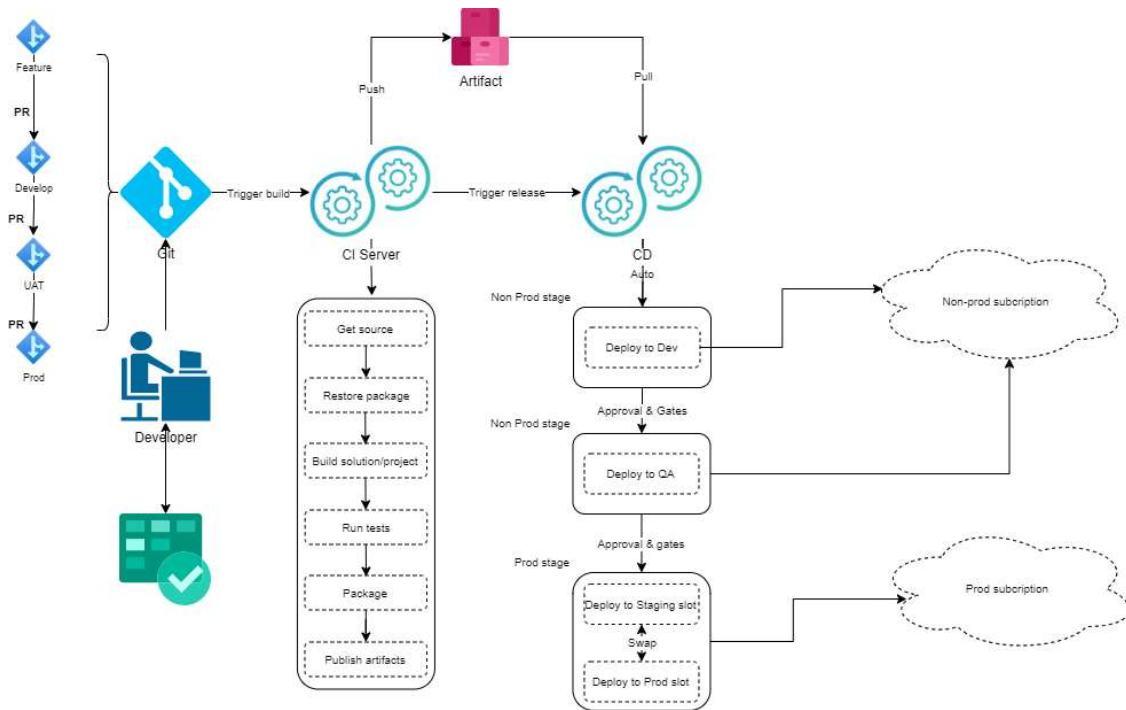 Feature
PR
Develop
PR
UAT
PR
Prod
Git
Developer
Trigger build
Push
Artifact
Pull
CI Server
Trigger release
CD
Auto
Get source
Restore package
Build solution/project
Run tests
Package
Publish artifacts
Non Prod stage
Deploy to Dev
Approval & Gates
Non Prod stage
Deploy to QA
Approval & gates
Prod stage
Deploy to Staging slot
Swap
Deploy to Prod slot
Non-prod subcription
Prod subcription